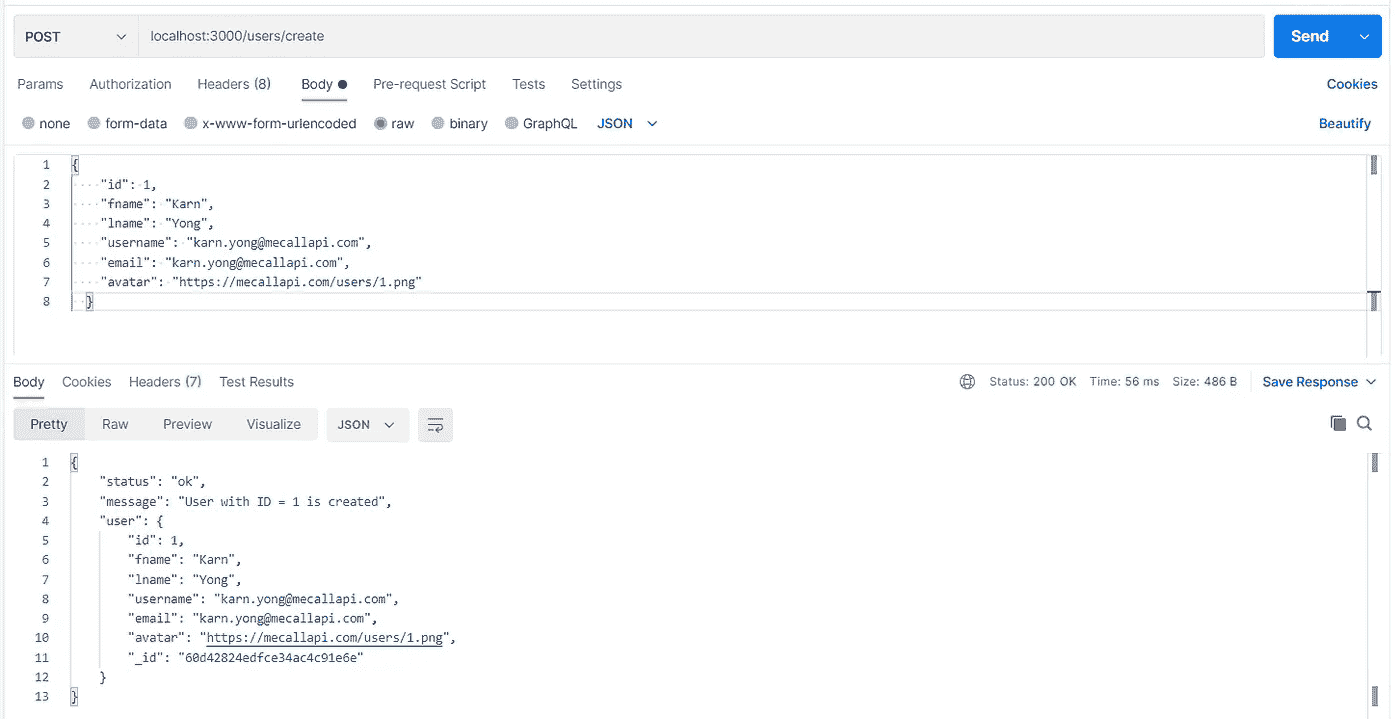 POST localhost:3000/users/create Send
Params Authorization Headers (8) Body Pre-request Script Tests Settings Cookies
none form-data x-www-form-urlencoded raw binary GraphQL JSON Beautify
1 {
2 "id": 1,
3 "fname": "Karn",
4 "lname": "Yong",
5 "username": "karn.yong@mecallapi.com",
6 "email": "karn.yong@mecallapi.com",
7 "avatar": "https://mecallapi.com/users/1.png"
8 }
Body Cookies Headers (7) Test Results Status: 200 OK Time: 56 ms Size: 486 B Save Response
Pretty Raw Preview Visualize JSON
1 {
2 "status": "ok",
3 "message": "User with ID = 1 is created",
4 "user": {
5 "id": 1,
6 "fname": "Karn",
7 "lname": "Yong",
8 "username": "karn.yong@mecallapi.com",
9 "email": "karn.yong@mecallapi.com",
10 "avatar": "https://mecallapi.com/users/1.png",
11 "_id": "60d42824edfce34ac4c91e6e"
12 }
13 }